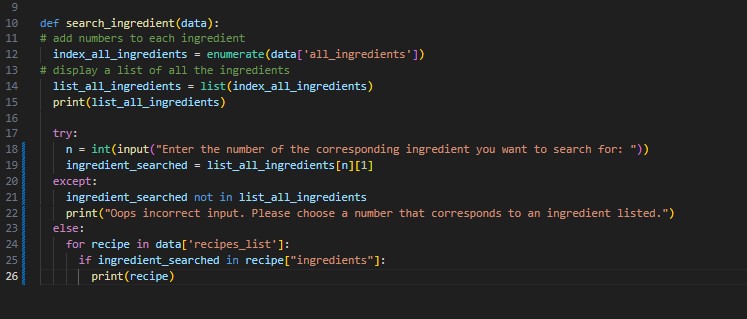 9
10 def search_ingredient(data):
11 # add numbers to each ingredient
12   index_all_ingredients = enumerate(data['all_ingredients'])
13 # display a list of all the ingredients
14   list_all_ingredients = list(index_all_ingredients)
15   print(list_all_ingredients)
16
17   try:
18     n = int(input("Enter the number of the corresponding ingredient you want to search for: "))
19     ingredient_searched = list_all_ingredients[n][1]
20   except:
21     ingredient_searched not in list_all_ingredients
22     print("Oops incorrect input. Please choose a number that corresponds to an ingredient listed.")
23   else:
24     for recipe in data['recipes_list']:
25       if ingredient_searched in recipe["ingredients"]:
26         print(recipe)